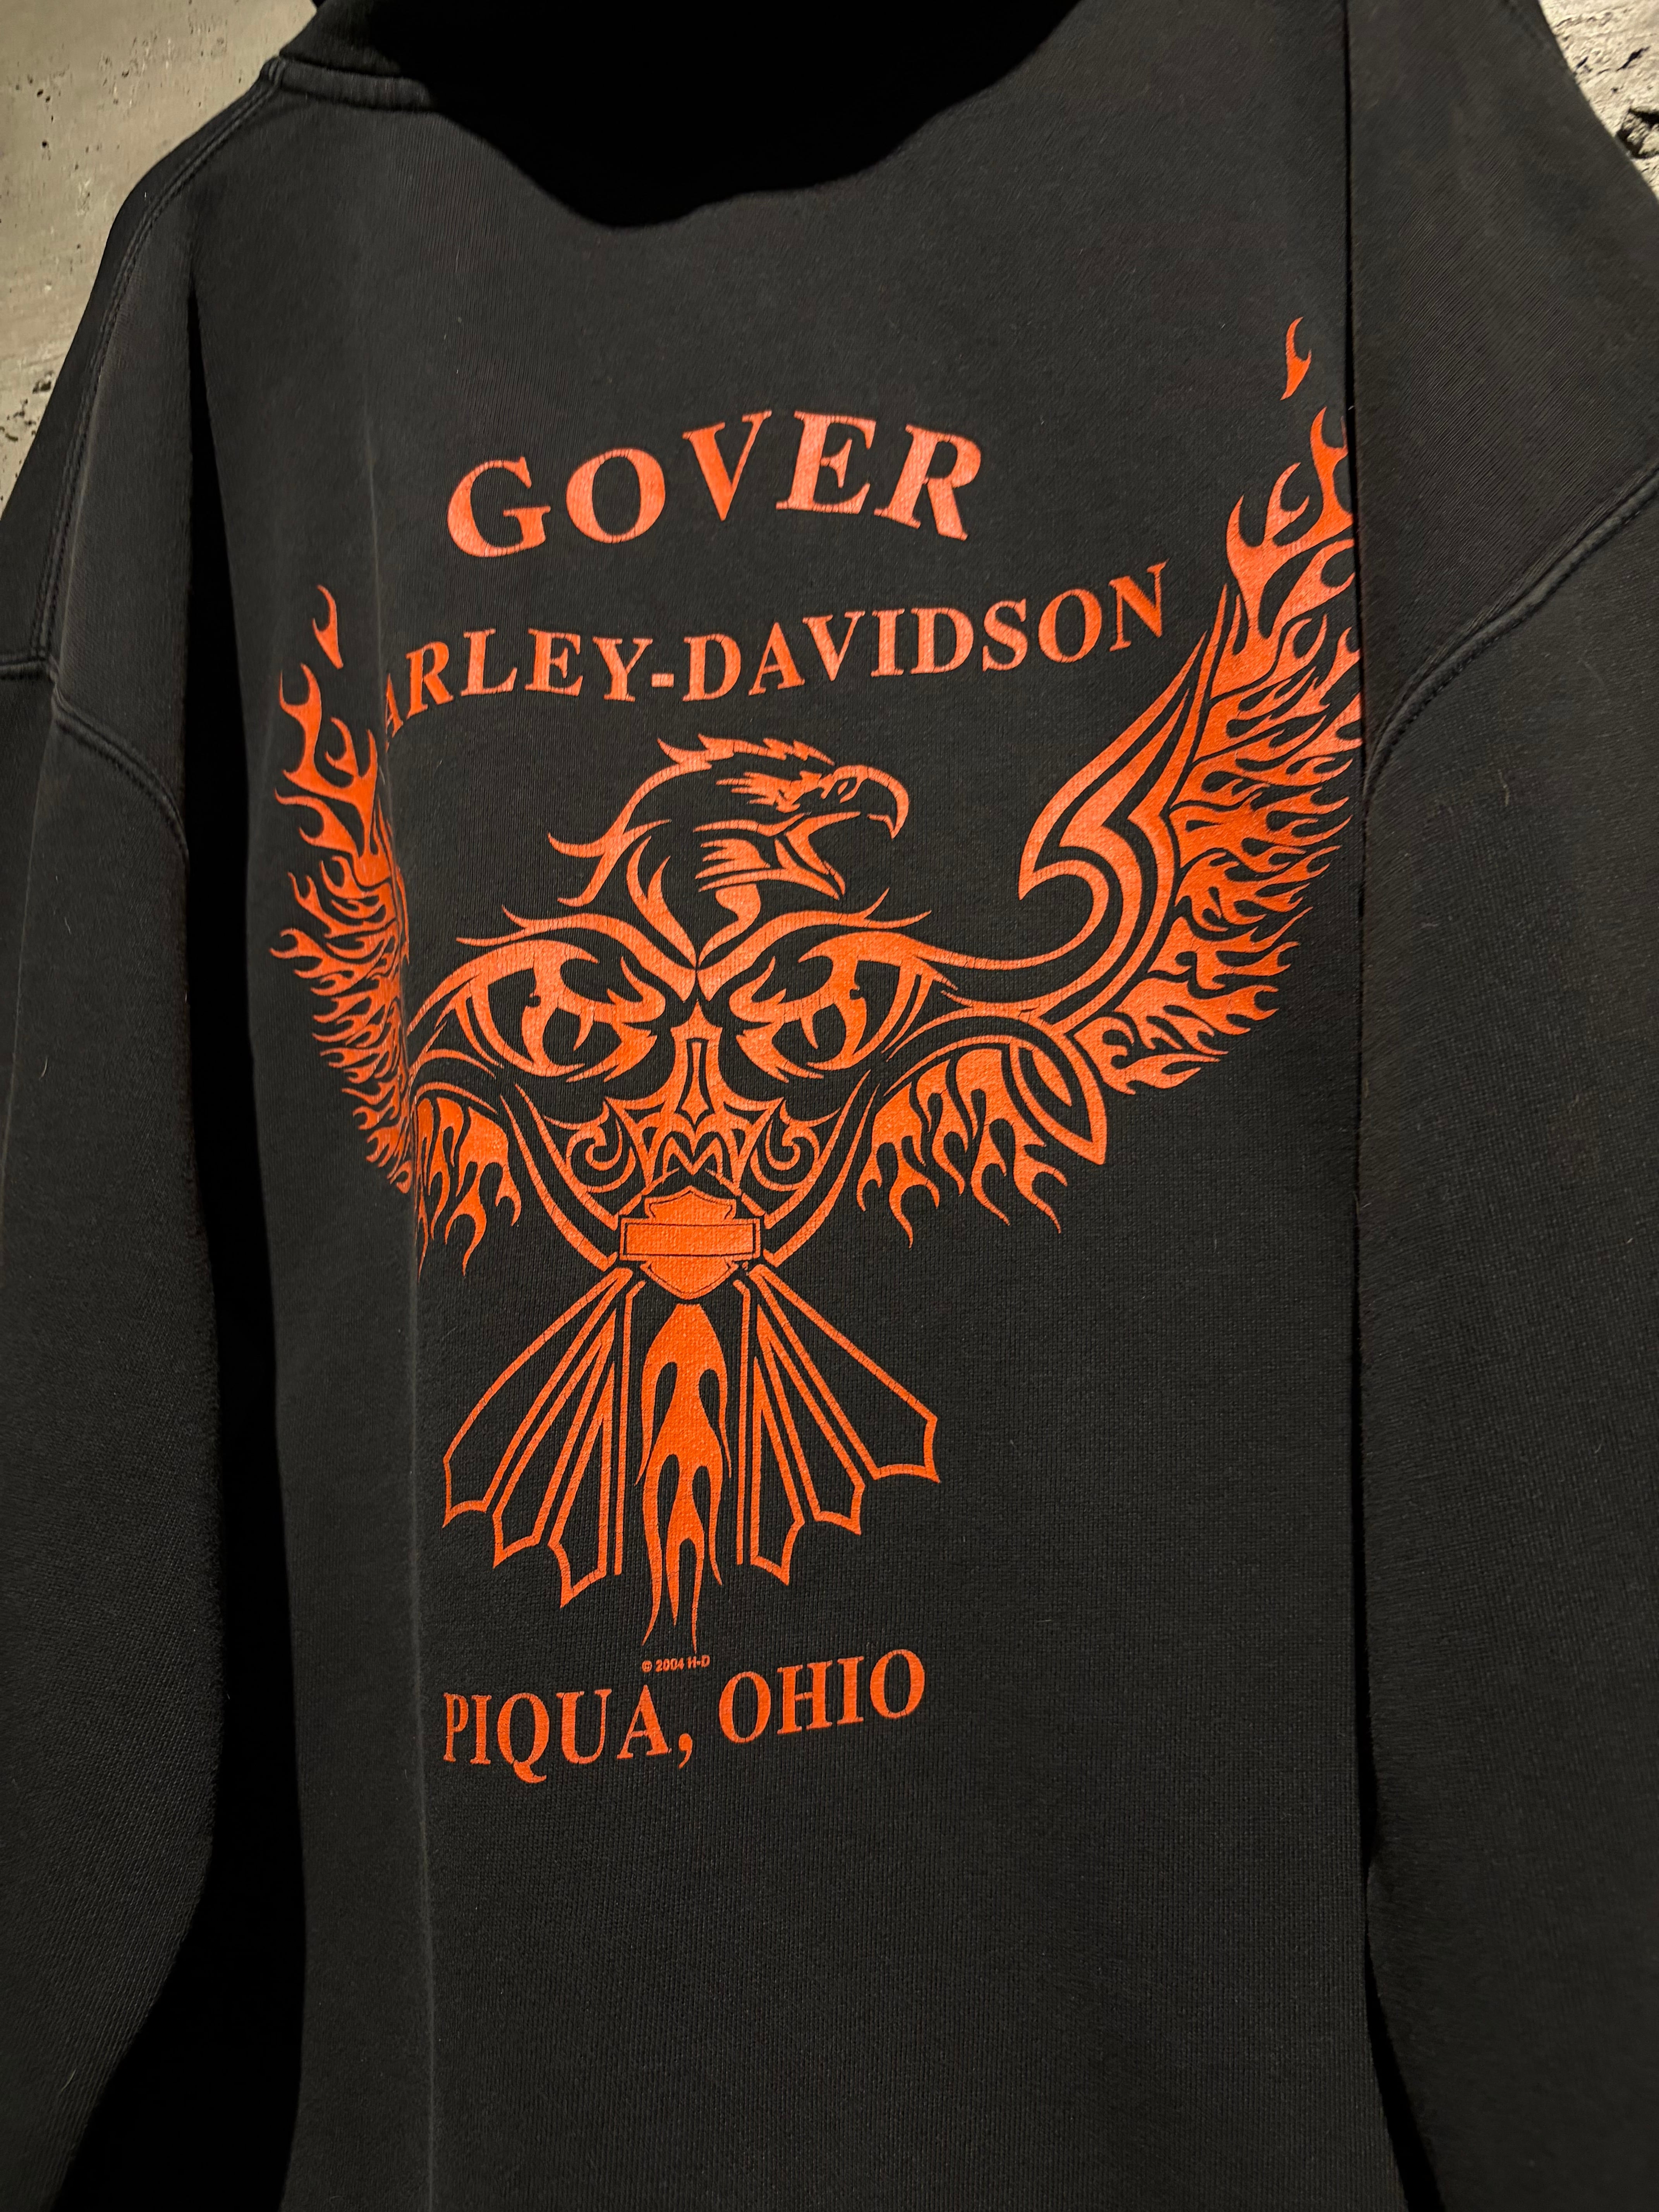 GOVER
ARLEY-DAVIDSON
© 2004 H-D
PIQUA, OHIO